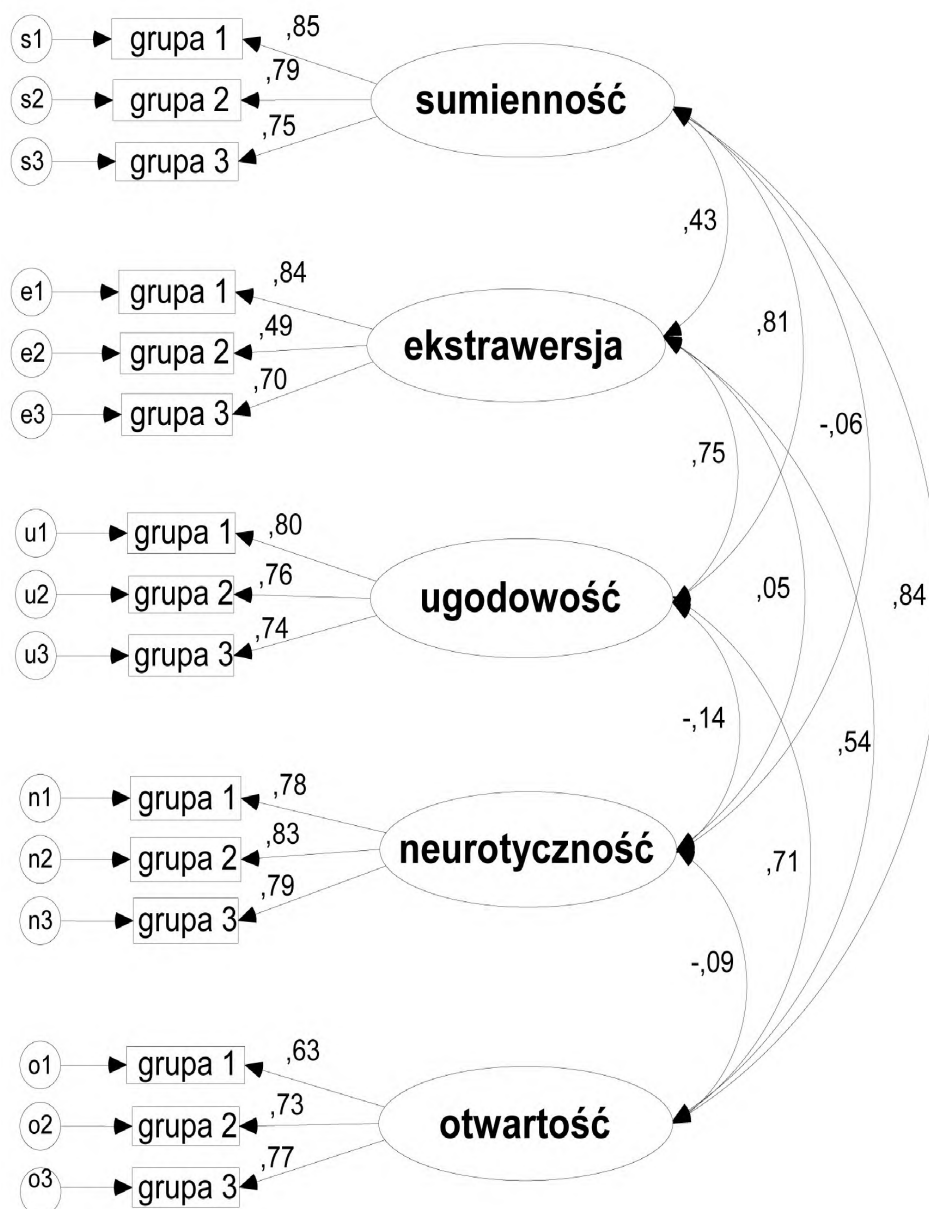 s1 grupa 1 ,85
s2 grupa 2 ,79
s3 grupa 3 ,75
sumienność
,43
e1 grupa 1 ,84
e2 grupa 2 ,49
e3 grupa 3 ,70
ekstrawersja
,81
-,06
,75
u1 grupa 1 ,80
u2 grupa 2 ,76
u3 grupa 3 ,74
ugodowość
,05
,84
-,14
,54
n1 grupa 1 ,78
n2 grupa 2 ,83
n3 grupa 3 ,79
neurotyczność
,71
-,09
o1 grupa 1 ,63
o2 grupa 2 ,73
o3 grupa 3 ,77
otwartość